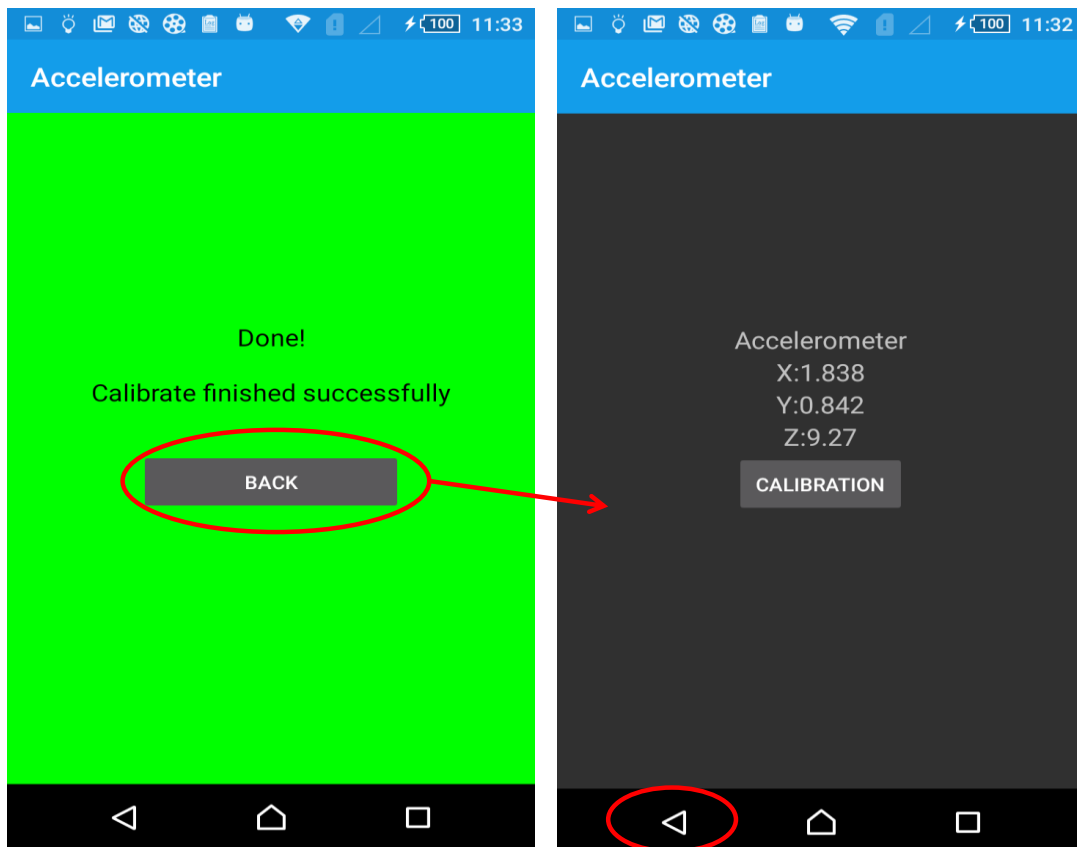 100 11:33
Accelerometer
Done!
Calibrate finished successfully
BACK
100 11:32
Accelerometer
Accelerometer
X:1.838
Y:0.842
Z:9.27
CALIBRATION